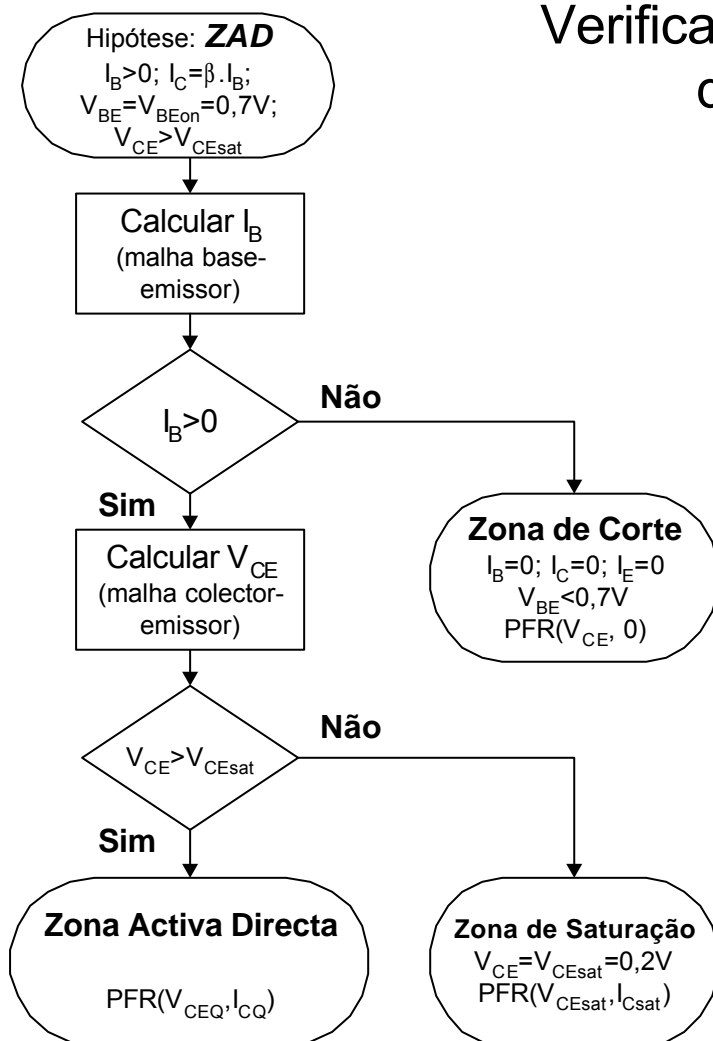 Verifica
Hipótese: ZAD
I_B>0; I_C=β.I_B;
V_BE=V_BEon=0,7V;
V_CE>V_CEsat
Calcular I_B
(malha base-
emissor)
I_B>0
Não
Sim
Zona de Corte
I_B=0; I_C=0; I_E=0
V_BE<0,7V
PFR(V_CE, 0)
Calcular V_CE
(malha colector-
emissor)
V_CE>V_CEsat
Não
Sim
Zona Activa Directa
PFR(V_CEQ,I_CQ)
Zona de Saturação
V_CE=V_CEsat=0,2V
PFR(V_CEsat,I_Csat)